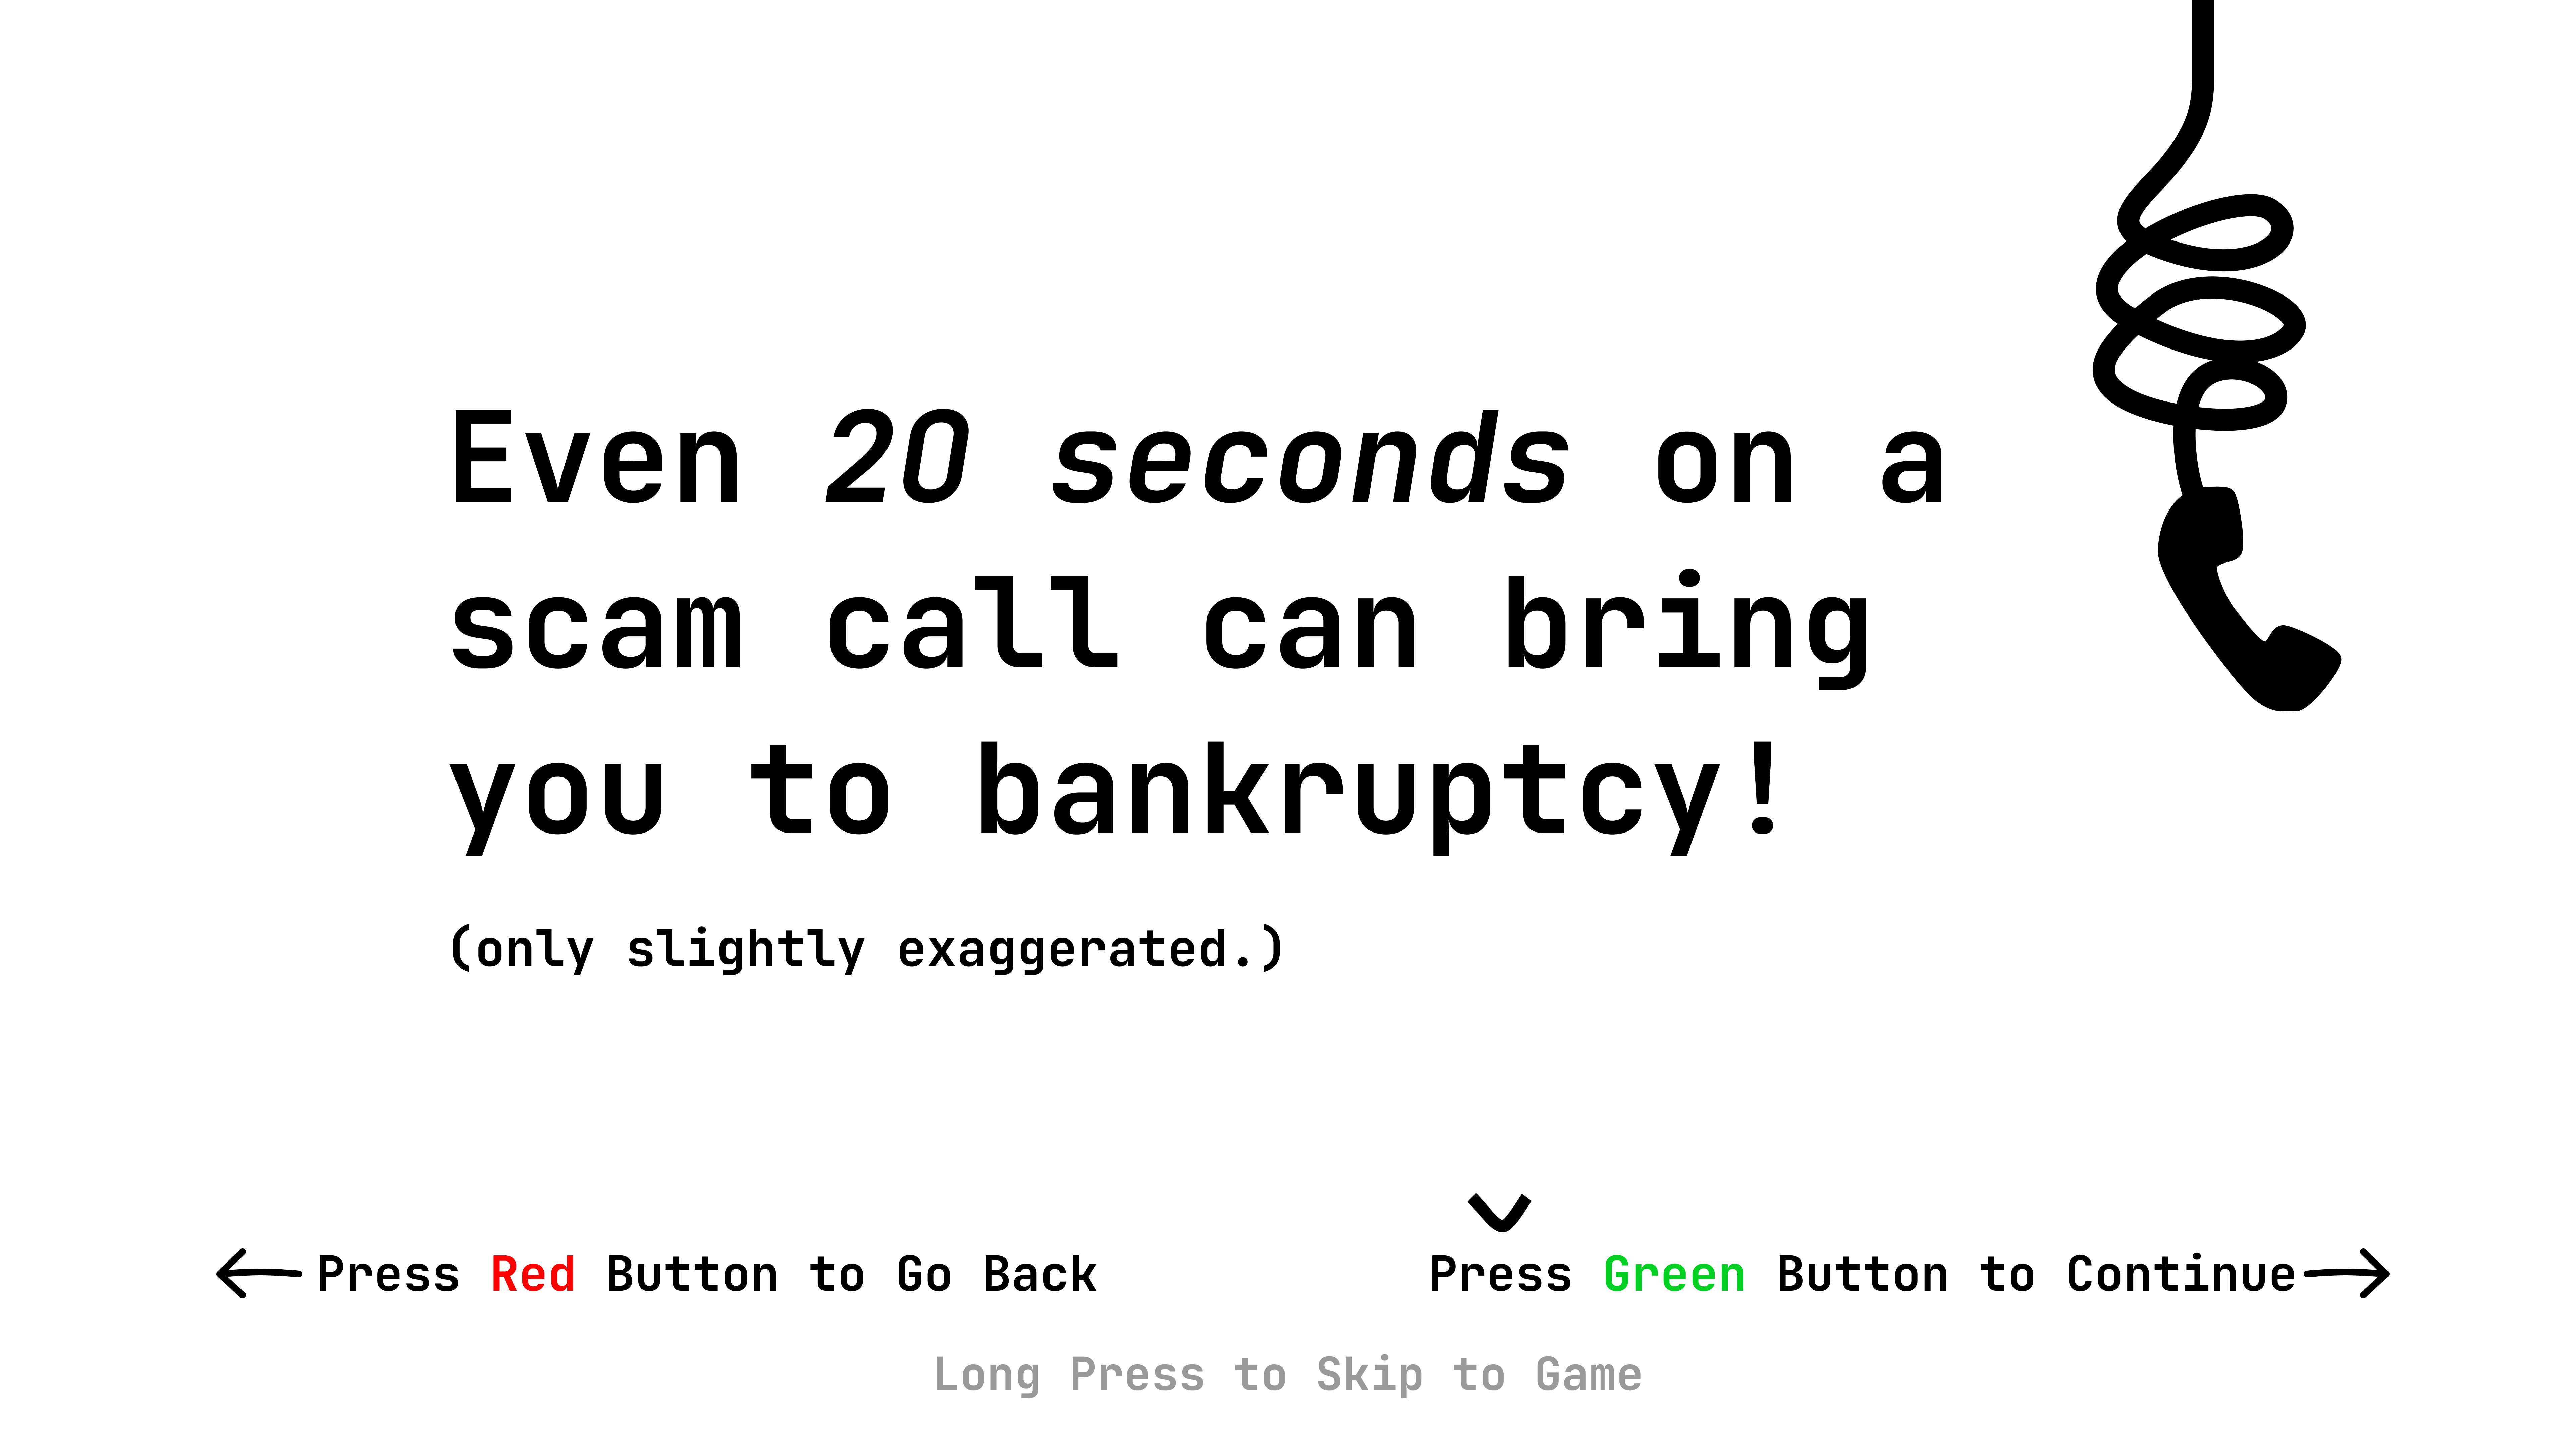 Even 20 seconds on a
scam call can bring
you to bankruptcy!
(only slightly exaggerated.)
Press Red Button to Go Back
Press Green Button to Continue
Long Press to Skip to Game